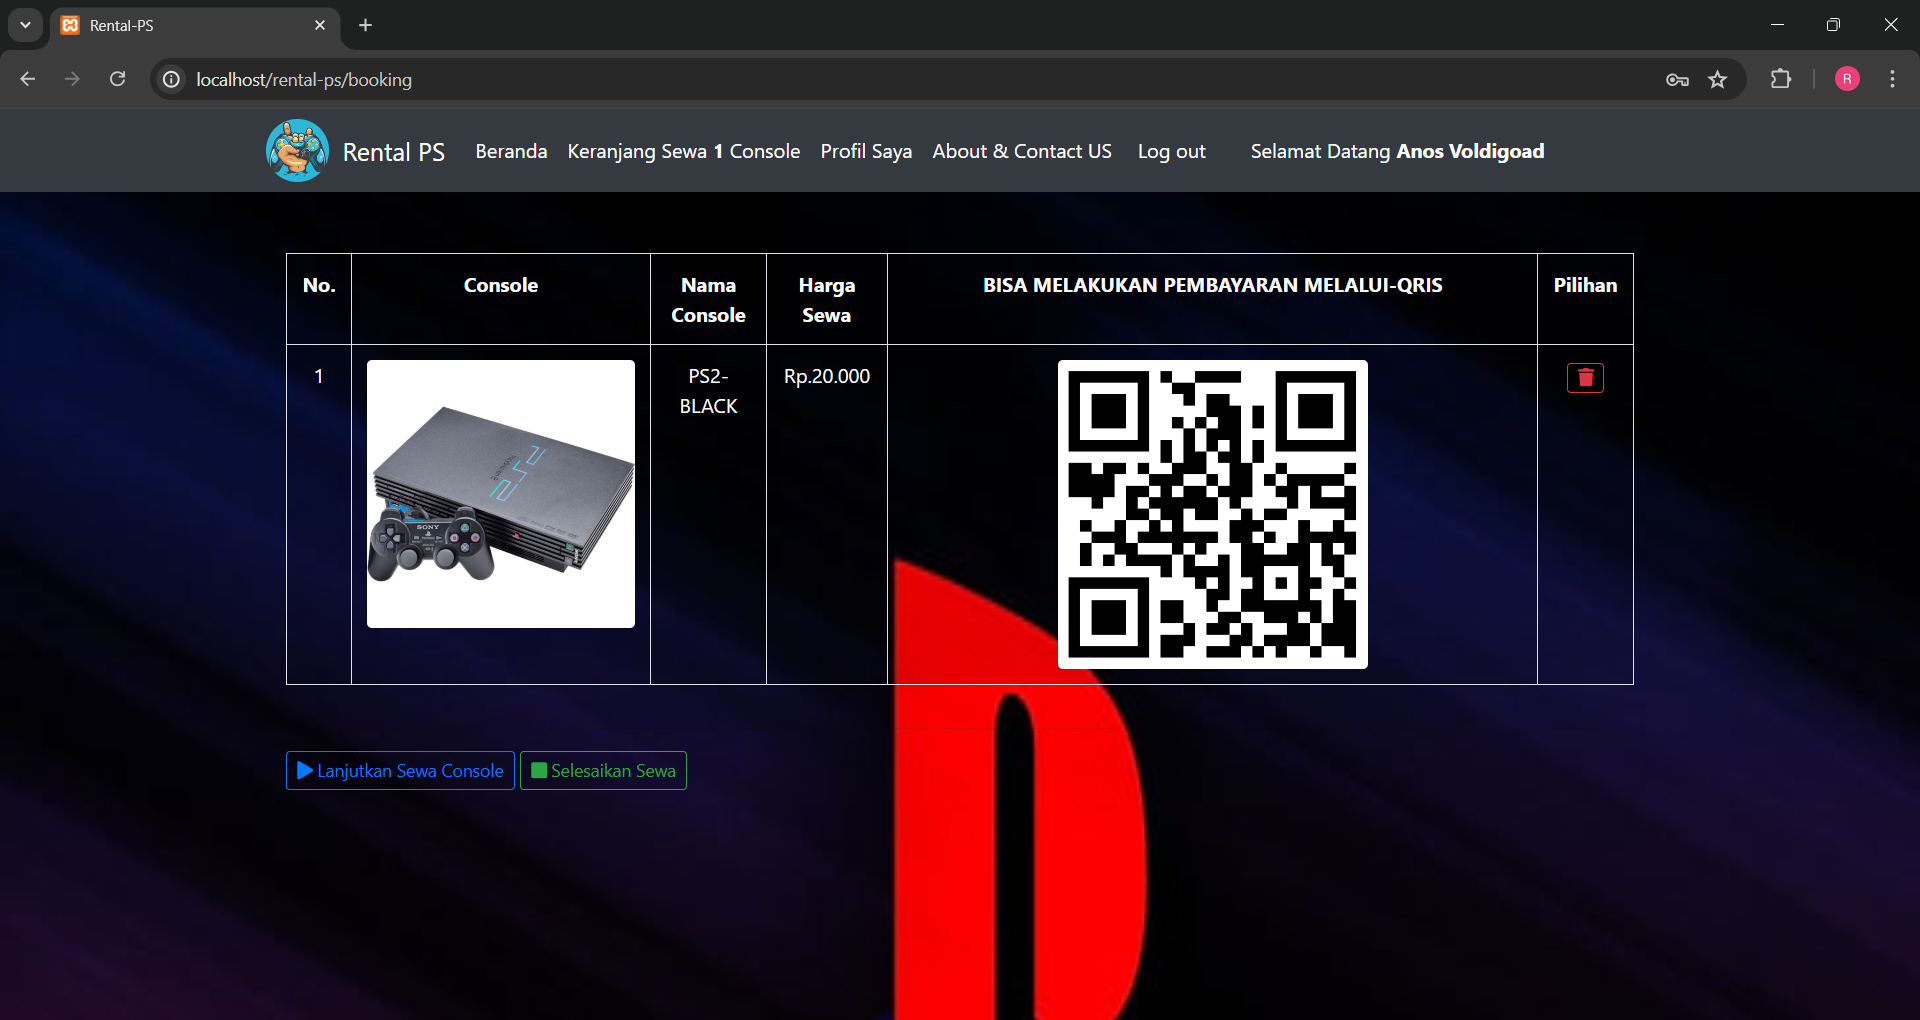 Rental-PS
localhost/rental-ps/booking
R
Rental PS Beranda Keranjang Sewa 1 Console Profil Saya About & Contact US Log out Selamat Datang Anos Voldigoad
No. Console Nama Console Harga Sewa BISA MELAKUKAN PEMBAYARAN MELALUI-QRIS Pilihan
1 PS2-BLACK Rp.20.000
PS2
SONY
Lanjutkan Sewa Console Selesaikan Sewa